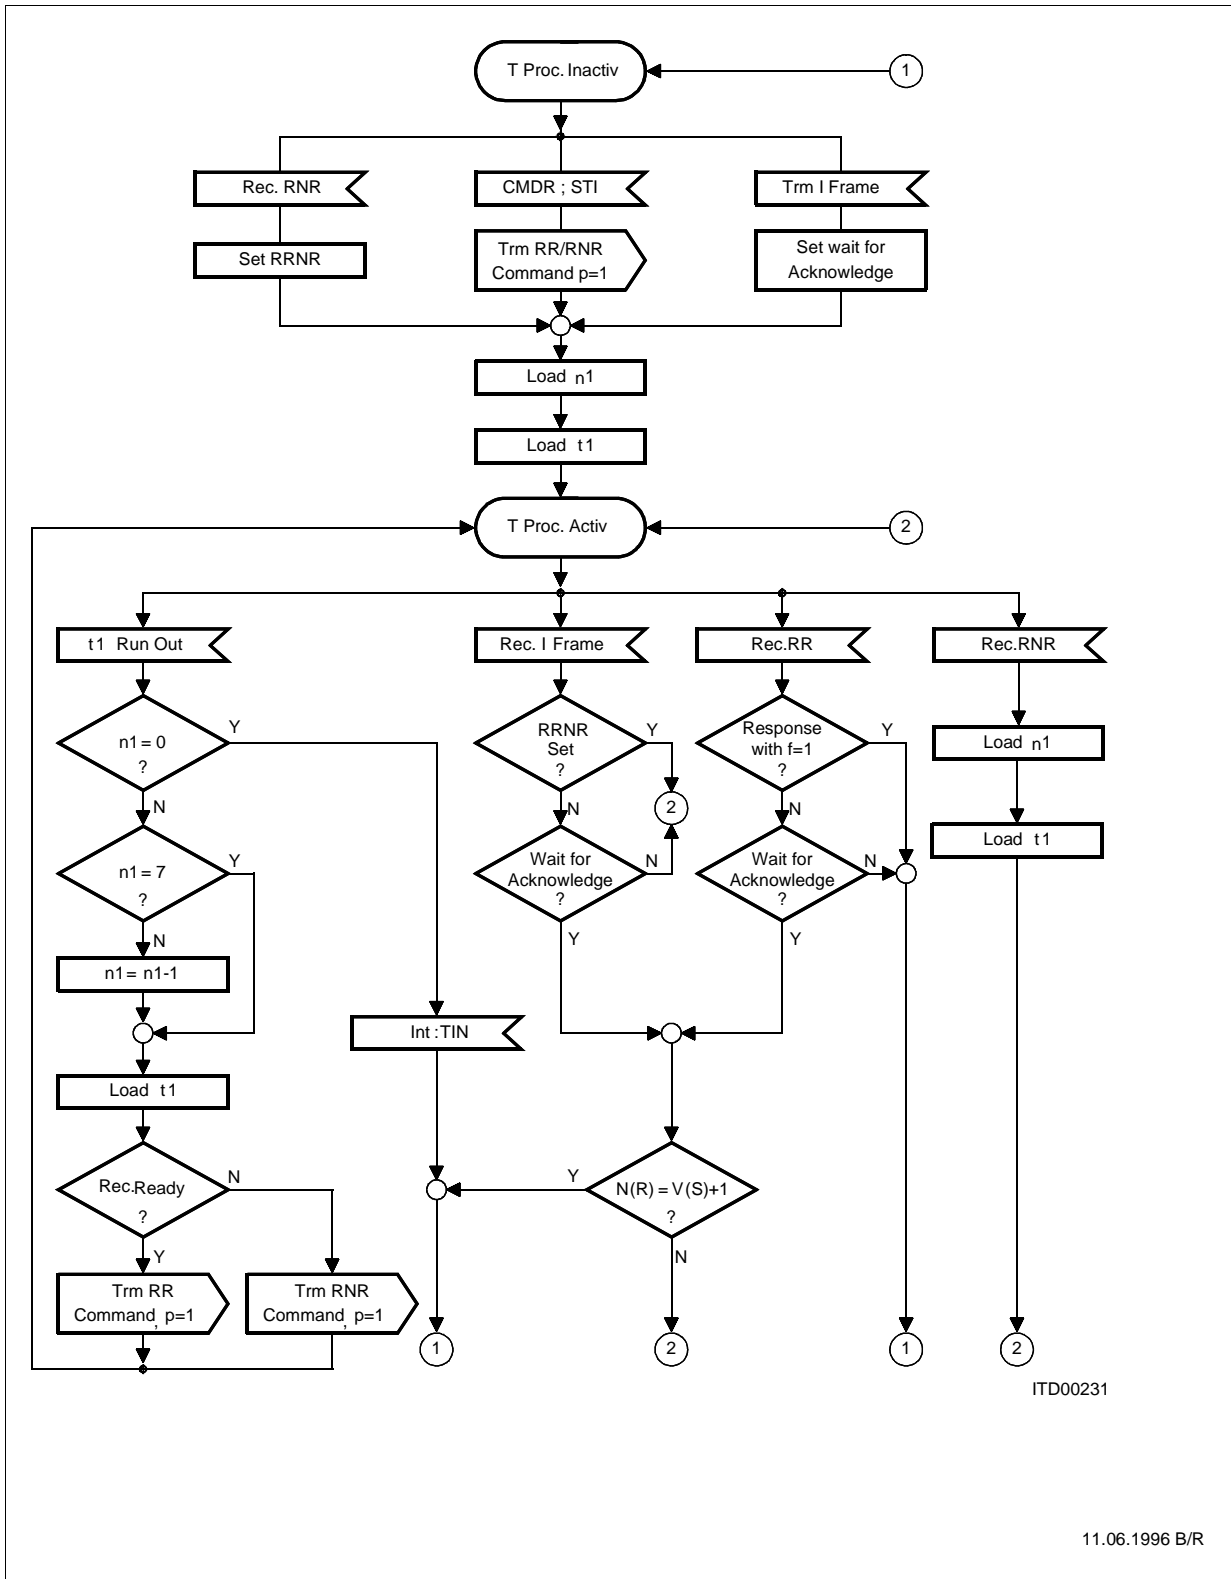 T Proc. Inactiv
1
Rec. RNR
CMDR ; STI
Trm I Frame
Set RRNR
Trm RR/RNR
Command p=1
Set wait for
Acknowledge
Load n1
Load t1
T Proc. Activ
2
t1 Run Out
Rec. I Frame
Rec.RR
Rec.RNR
n1 = 0
?
Y
N
RRNR
Set
?
Y
N
2
Response
with f=1
?
Y
N
Load n1
Load t1
n1 = 7
?
Y
N
Wait for
Acknowledge
?
N
Y
Wait for
Acknowledge
?
N
Y
n1 = n1-1
Int : TIN
Load t1
Rec.Ready
?
N
Y
N(R) = V(S)+1
?
Y
N
Trm RR
Command, p=1
Trm RNR
Command, p=1
1
2
1
2
ITD00231
11.06.1996 B/R